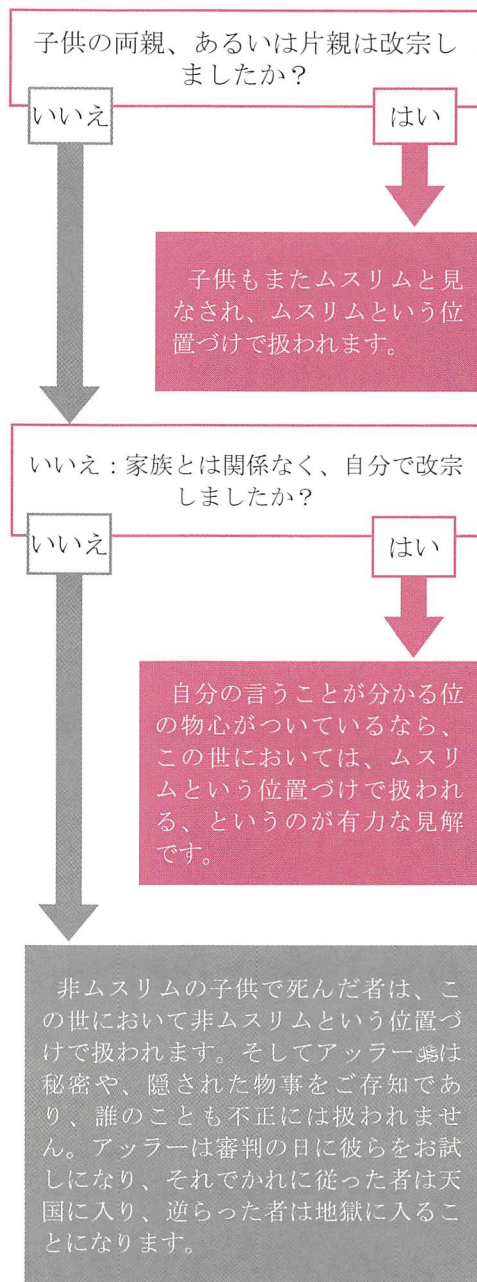 子供の両親、あるいは片親は改宗し
ましたか？
いいえ
はい
子供もまたムスリムと見
なされ、ムスリムという位
置づけで扱われます。
いいえ：家族とは関係なく、自分で改宗
しましたか？
いいえ
はい
自分の言うことが分かる位
の物心がついているなら、
この世においては、ムスリ
ムという位置づけで扱われ
る、というのが有力な見解
です。
非ムスリムの子供で死んだ者は、こ
の世において非ムスリムという位置づ
けで扱われます。そしてアッラーは
秘密や、隠された物事をご存知であ
り、誰のことも不正には扱われませ
ん。アッラーは審判の日に彼らをお試
しになり、それでかれに従った者は天
国に入り、逆らった者は地獄に入るこ
とになります。